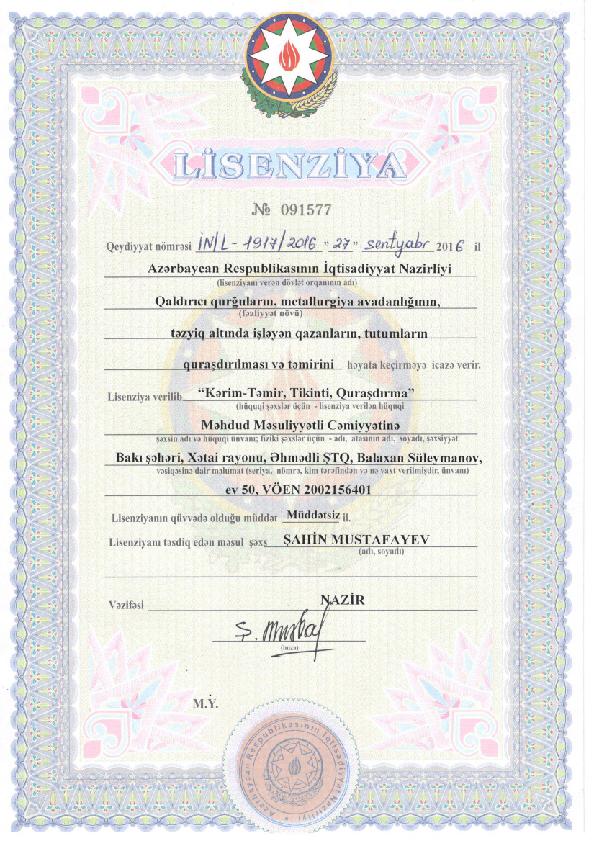 LİSENZİYA
№ 091577
Qeydiyyat nömrəsi İN/L-1917/2016 "27" sentyabr 2016 il
Azərbaycan Respublikasının İqtisadiyyat Nazirliyi
(lisenziyanı verən dövlət orqanının adı)
Qaldırıcı qurğuların, metallurgiya avadanlığının,
(fəaliyyət növü)
təzyiq altında işləyən qazanların, tutumların
quraşdırılması və təmirini həyata keçirməyə icazə verir.
Lisenziya verilib "Kərim-Təmir, Tikinti, Quraşdırma"
(hüquqi şəxslər üçün - lisenziya verilən hüquqi
Məhdud Məsuliyyətli Cəmiyyətinə
şəxsin adı və hüquqi ünvanı; fiziki şəxslər üçün - adı, atasının adı, soyadı, şəxsiyyət
Bakı şəhəri, Xətai rayonu, Əhmədli ŞTQ, Balaxan Süleymanov,
vəsiqəsinə dair məlumat (seriya, nömrə, kim tərəfindən və nə vaxt verilmişdir, ünvanı)
ev 50, VÖEN 2002156401
Lisenziyanın qüvvədə olduğu müddət Müddətsiz il.
Lisenziyanı təsdiq edən məsul şəxs ŞAHİN MUSTAFAYEV
(adı, soyadı)
Vəzifəsi NAZİR
(imza)
M.Y.
Azərbaycan Respublikasının İqtisadiyyat Nazirliyi